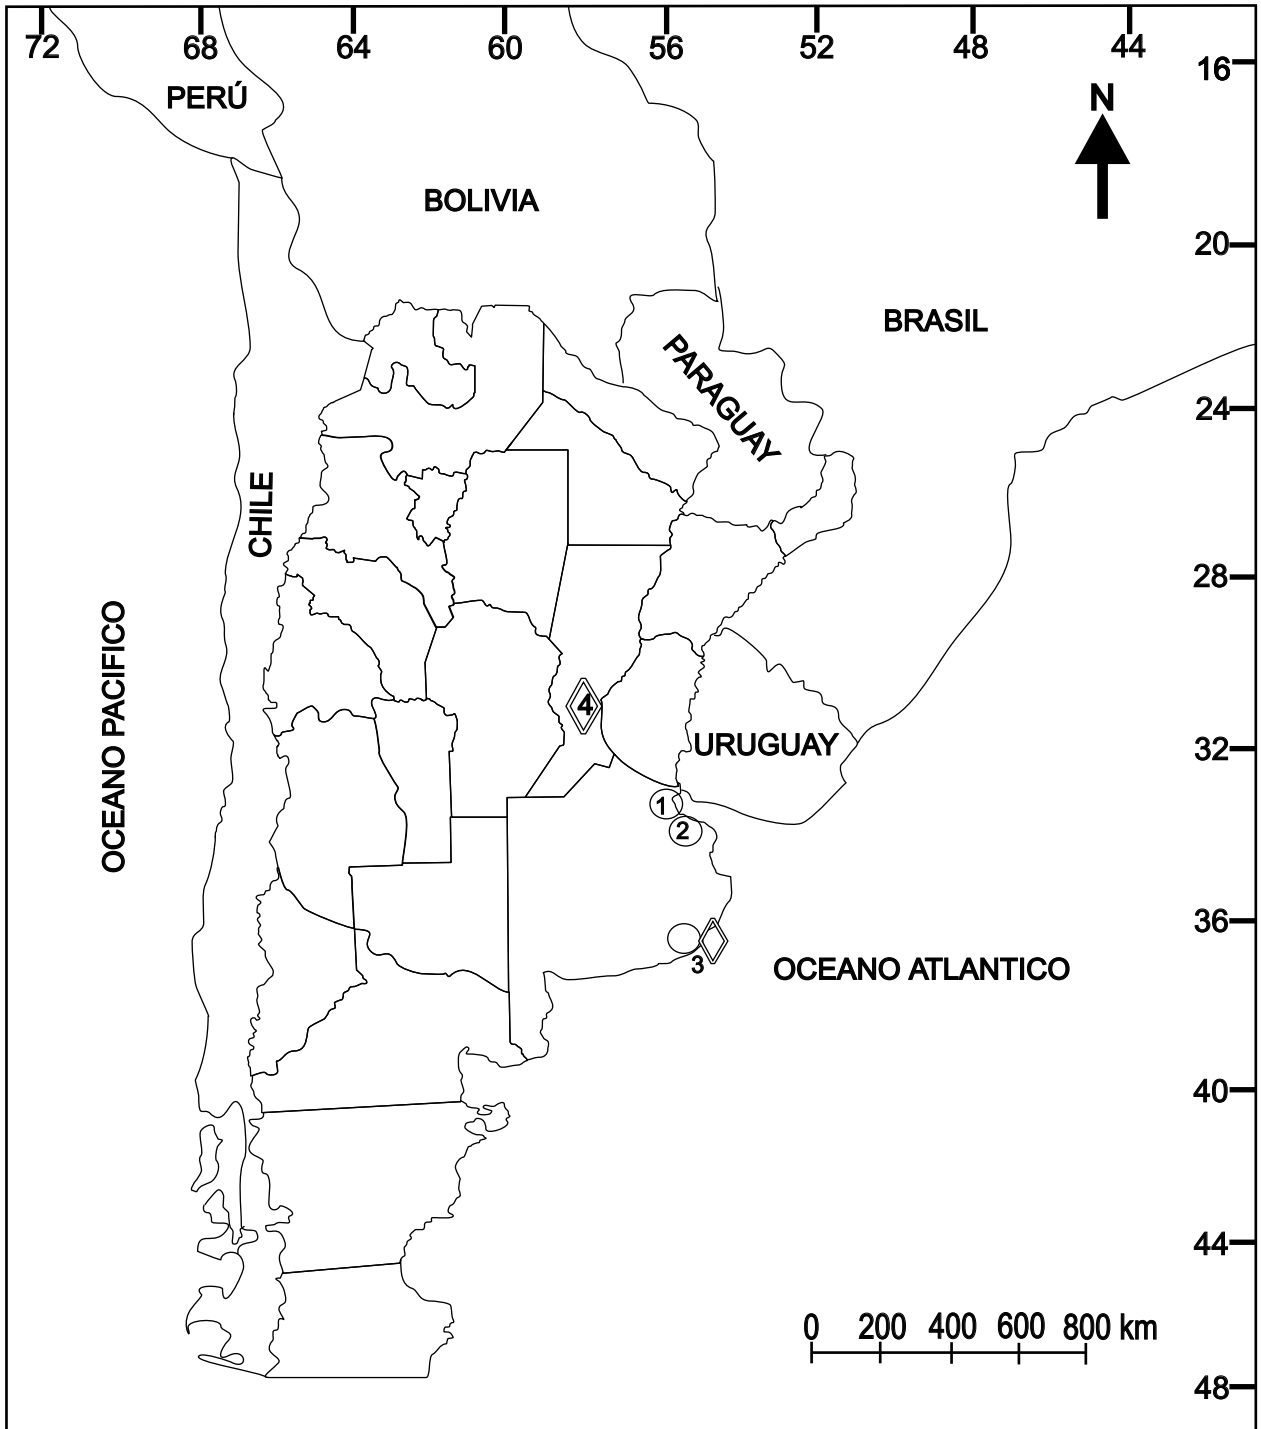 72 68 64 60 56 52 48 44
16
PERÚ
N
BOLIVIA
20
BRASIL
PARAGUAY
24
CHILE
28
OCEANO PACIFICO
4
32
URUGUAY
1
2
36
3
OCEANO ATLANTICO
40
44
0 200 400 600 800 km
48